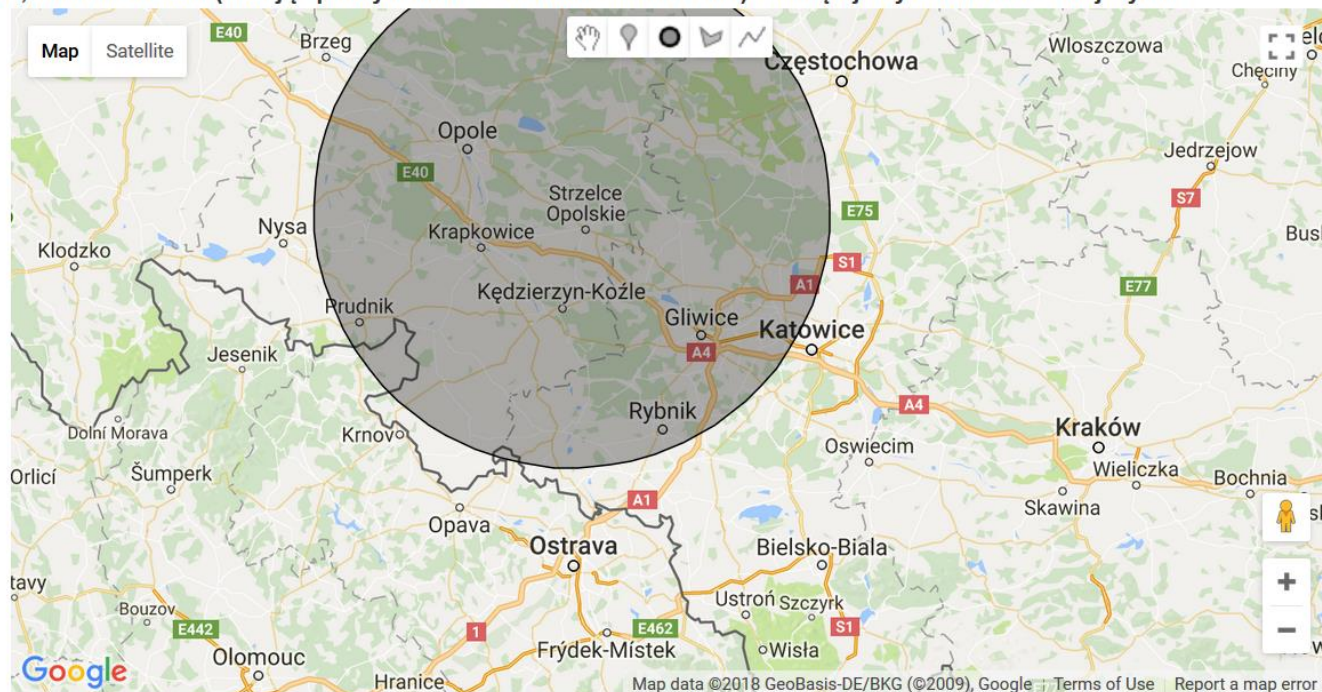 Map Satellite
E40
Brzeg
Częstochowa
Wloszczowa
Chęciny
Opole
Jedrzejow
E40
Strzelce
Opolskie
S7
E75
Nysa
Krapkowice
Klodzko
S1
A1
E77
Kędzierzyn-Koźle
Prudnik
Gliwice
Katowice
A4
Jesenik
Rybnik
A4
Dolní Morava
Krnov
Kraków
Oswiecim
Orlicí
Šumperk
Wieliczka
Bochnia
A1
Skawina
Opava
Ostrava
Bielsko-Biala
Ustroń Szczyrk
Bouzov
E442
1
E462
S1
Frýdek-Místek
Wisła
Olomouc
Hranice
Google
Map data ©2018 GeoBasis-DE/BKG (©2009), Google Terms of Use Report a map error